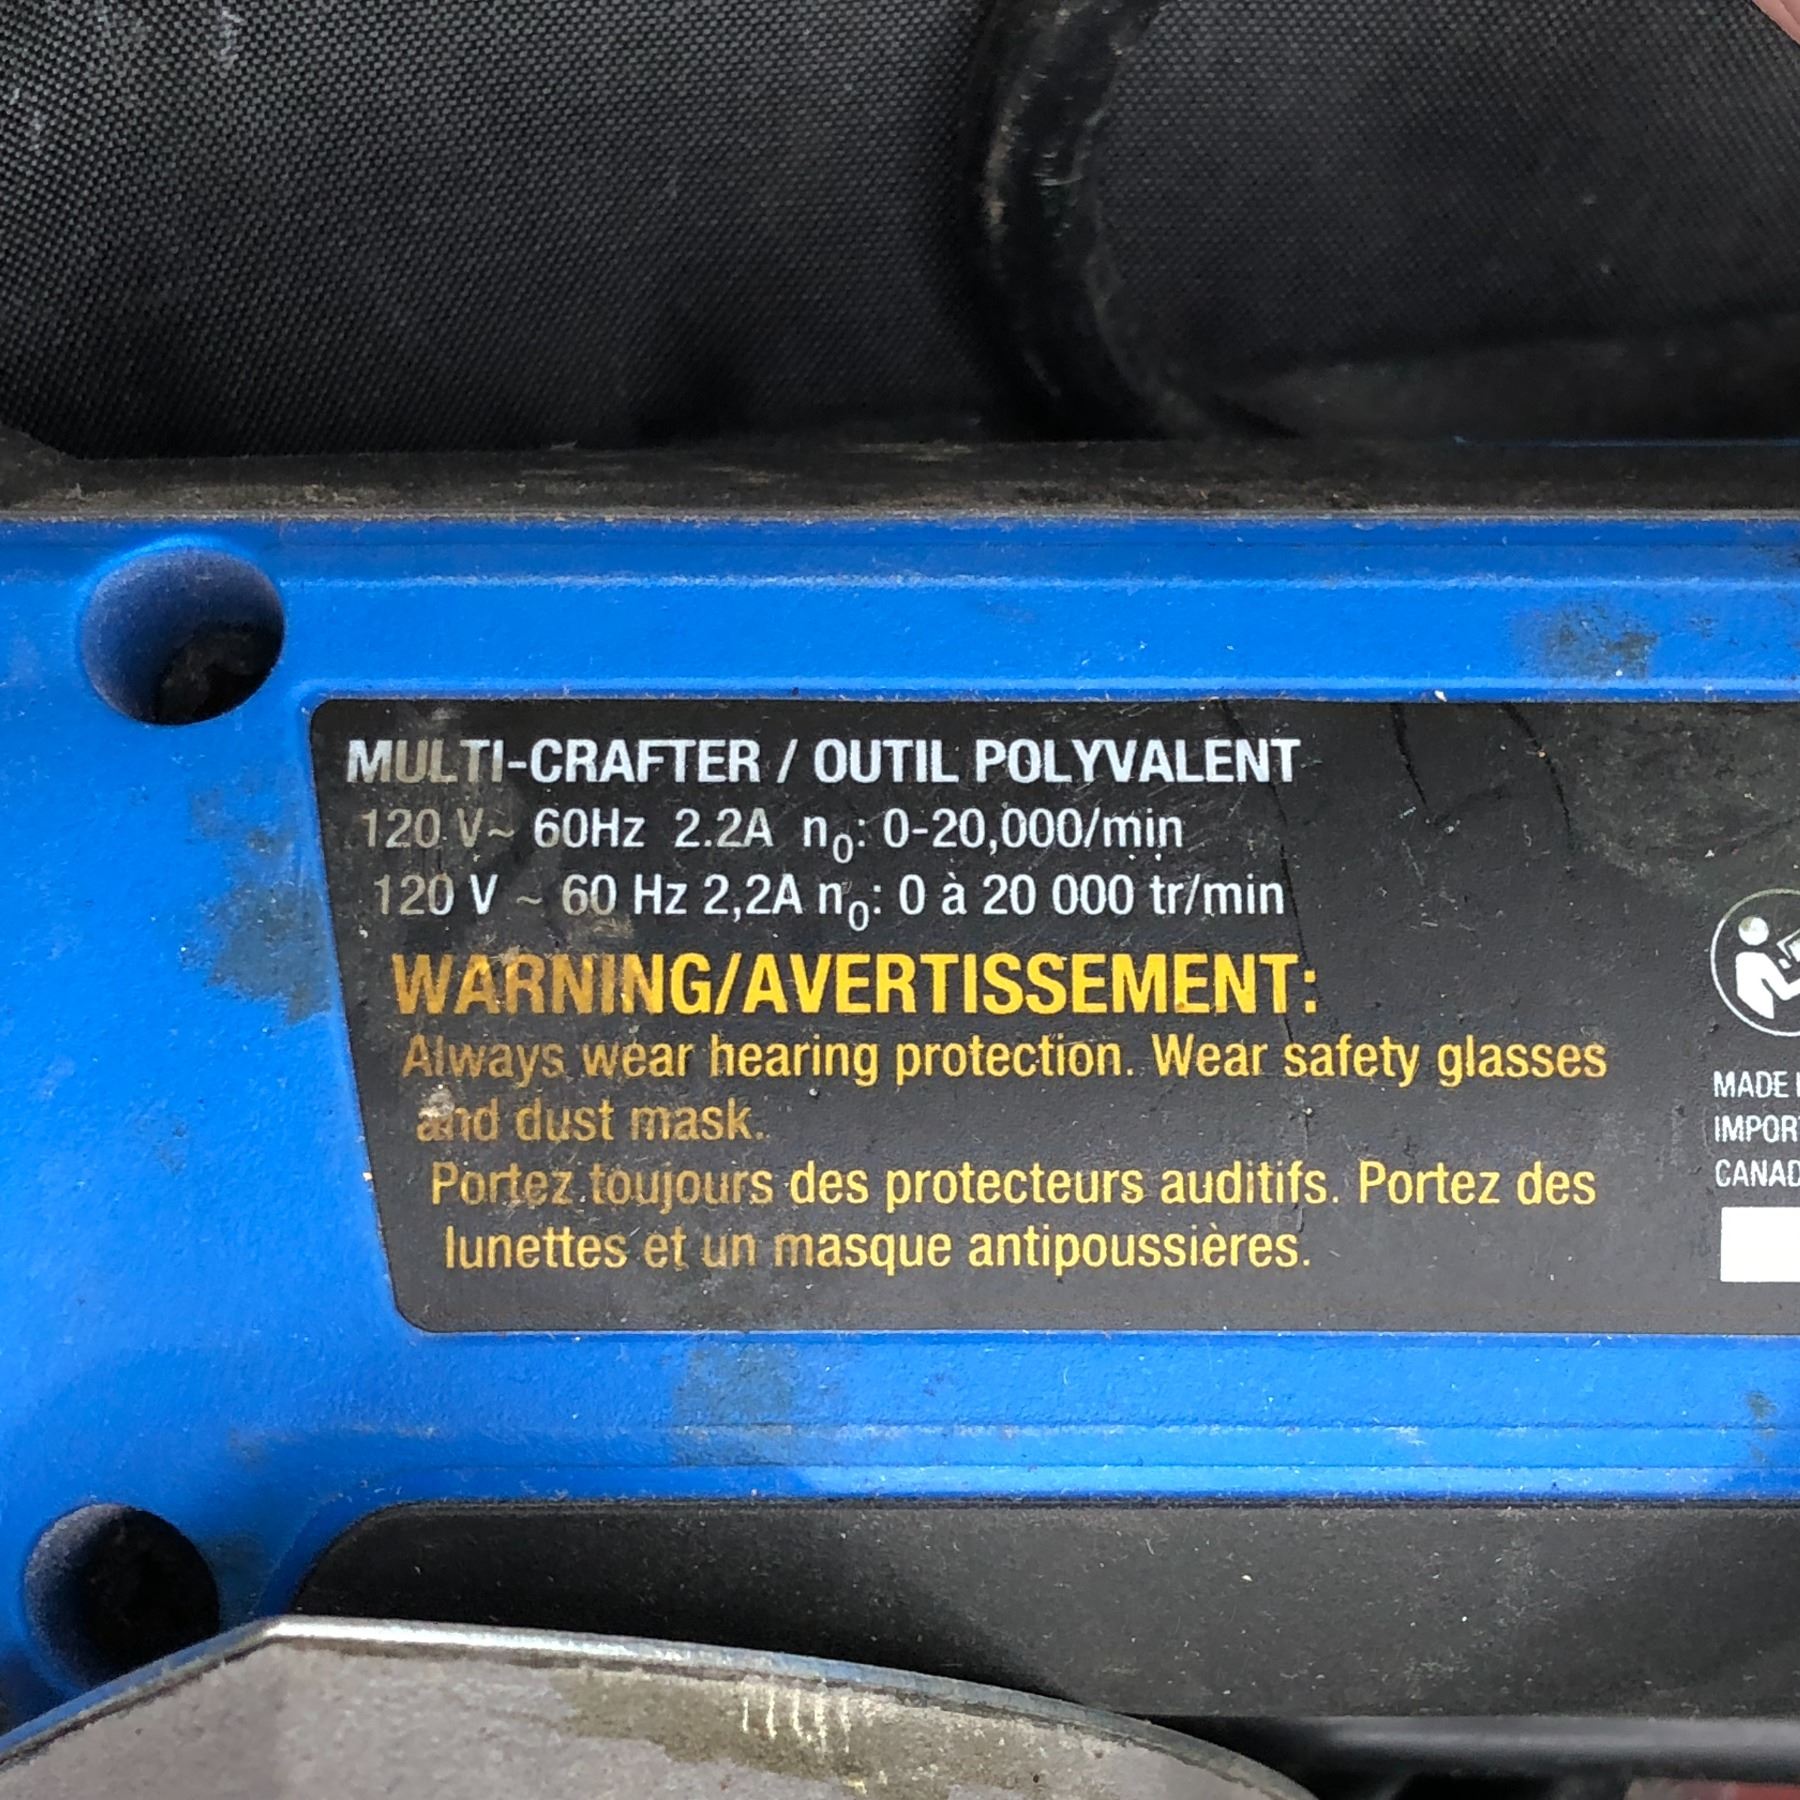 MULTI-CRAFTER / OUTIL POLYVALENT
120 V~ 60Hz 2.2A n₀: 0-20,000/min
120 V ~ 60 Hz 2,2A n₀: 0 à 20 000 tr/min
WARNING/AVERTISSEMENT:
Always wear hearing protection. Wear safety glasses
and dust mask.
Portez toujours des protecteurs auditifs. Portez des
lunettes et un masque antipoussières.
MADE